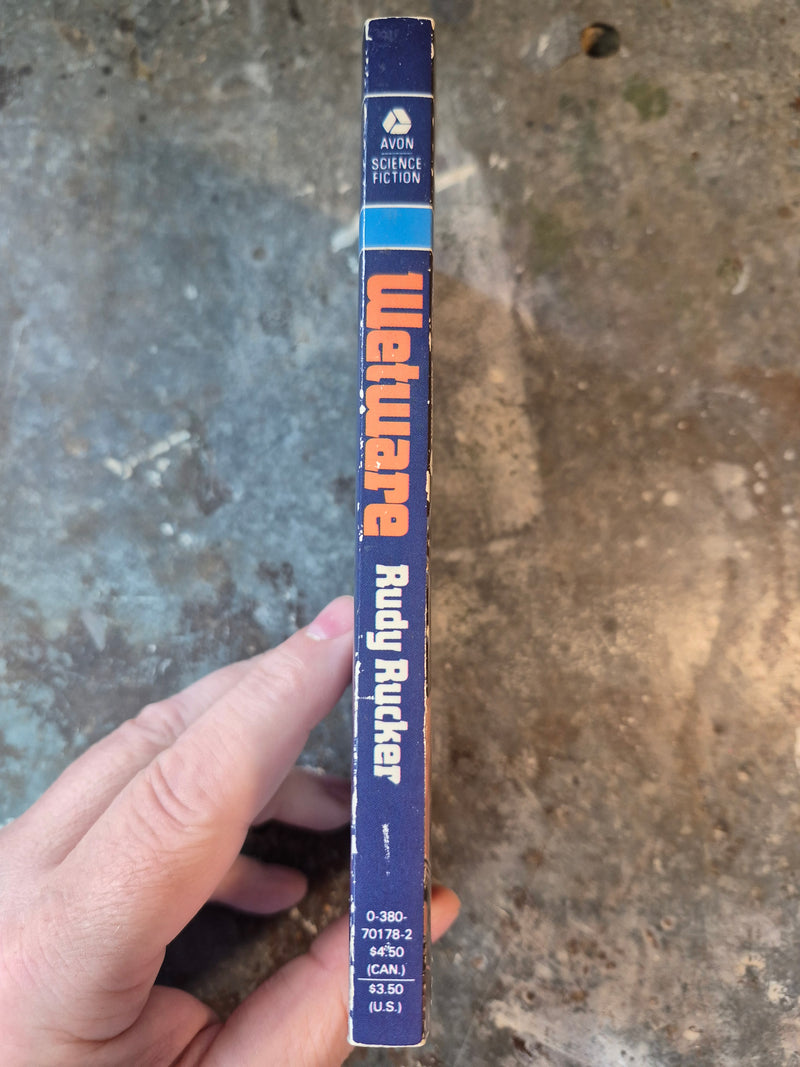 AVON
SCIENCE
FICTION
Wetware
Rudy Rucker
0-380-
70178-2
$4.50
(CAN.)
$3.50
(U.S.)